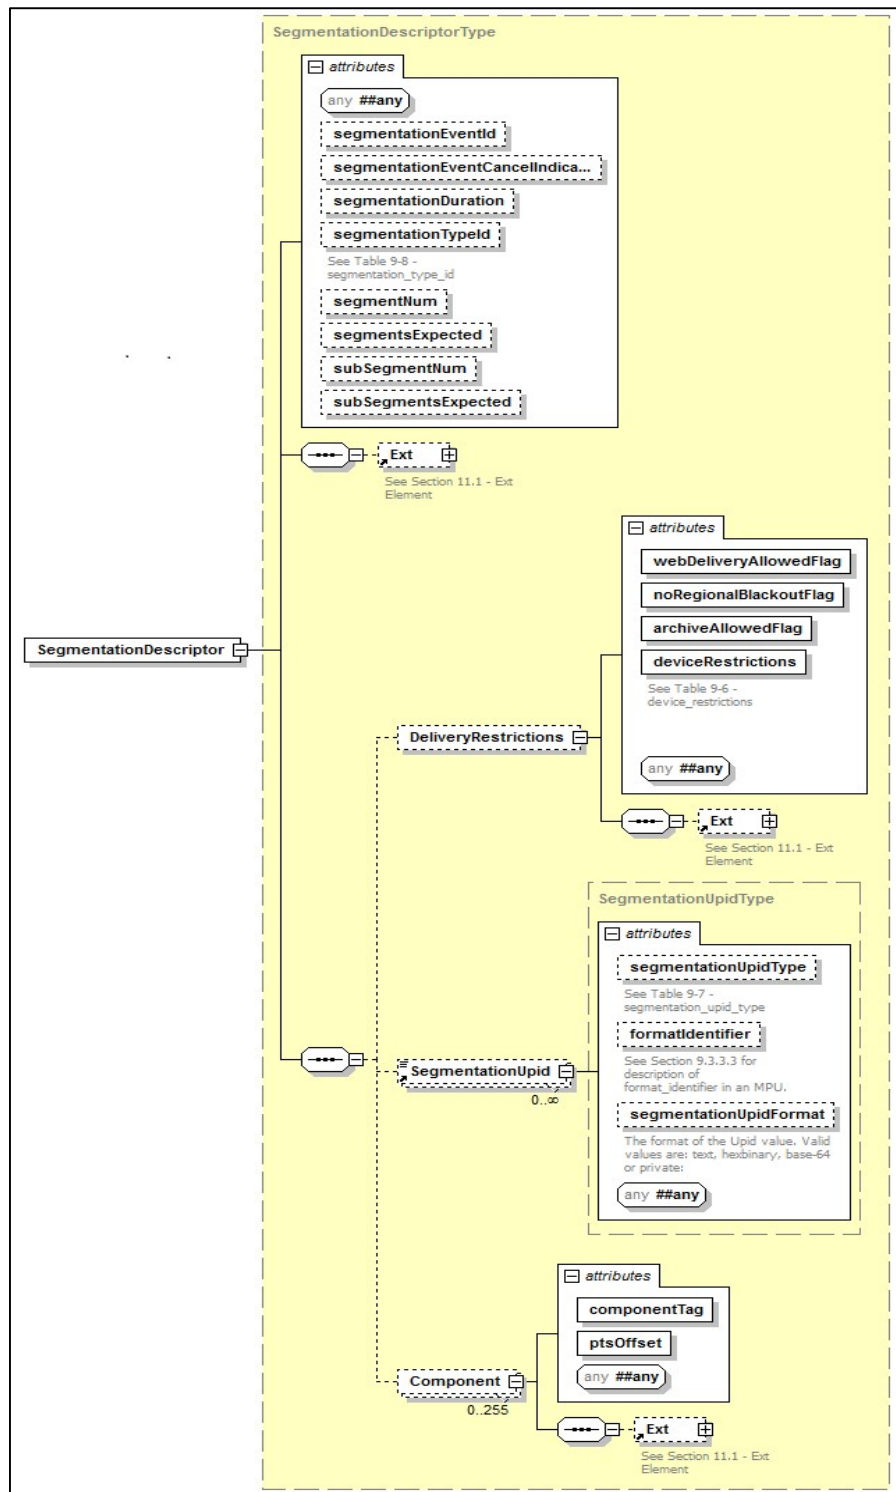 SegmentationDescriptorType
attributes
any ##any
segmentationEventId
segmentationEventCancelIndica...
segmentationDuration
segmentationTypeId
See Table 9-8 -
segmentation_type_id
segmentNum
segmentsExpected
subSegmentNum
subSegmentsExpected
Ext
See Section 11.1 - Ext
Element
SegmentationDescriptor
attributes
webDeliveryAllowedFlag
noRegionalBlackoutFlag
archiveAllowedFlag
deviceRestrictions
See Table 9-6 -
device_restrictions
DeliveryRestrictions
any ##any
Ext
See Section 11.1 - Ext
Element
SegmentationUpidType
attributes
segmentationUpidType
See Table 9-7 -
segmentation_upid_type
formatIdentifier
See Section 9.3.3.3 for
description of
format_identifier in an MPU.
SegmentationUpid
0..∞
segmentationUpidFormat
The format of the Upid value. Valid
values are: text, hexbinary, base-64
or private:
any ##any
attributes
componentTag
ptsOffset
any ##any
Component
0..255
Ext
See Section 11.1 - Ext
Element